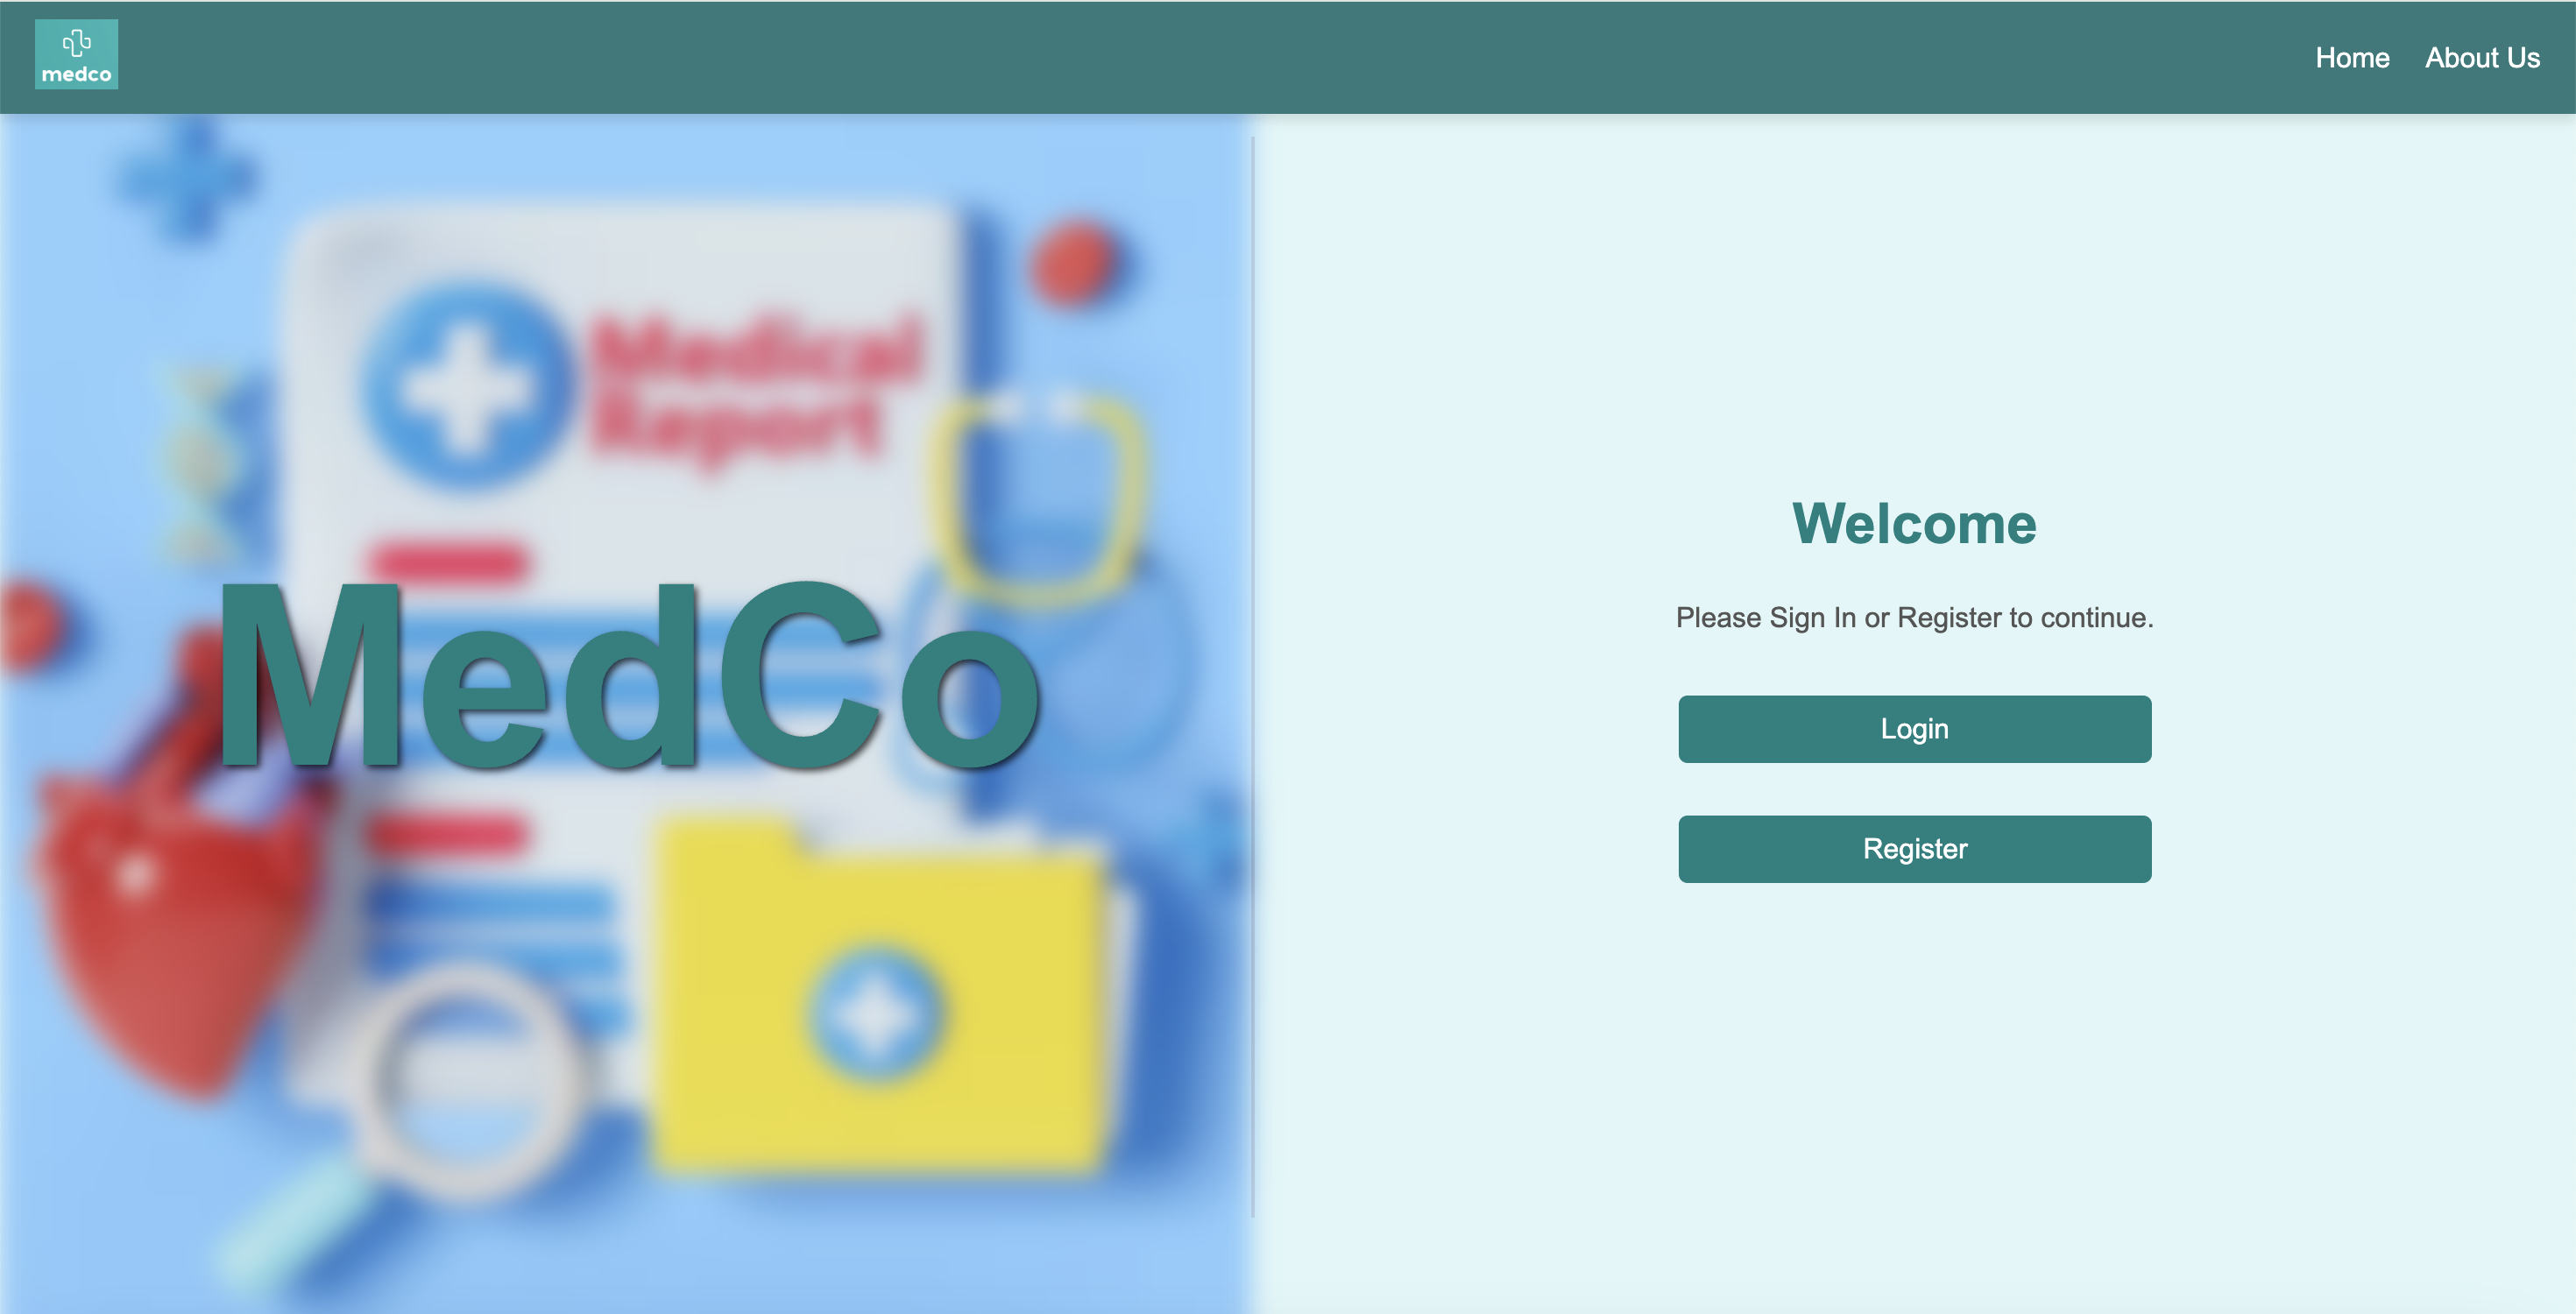 medco
Home
About Us
Medical
Report
MedCo
Welcome
Please Sign In or Register to continue.
Login
Register